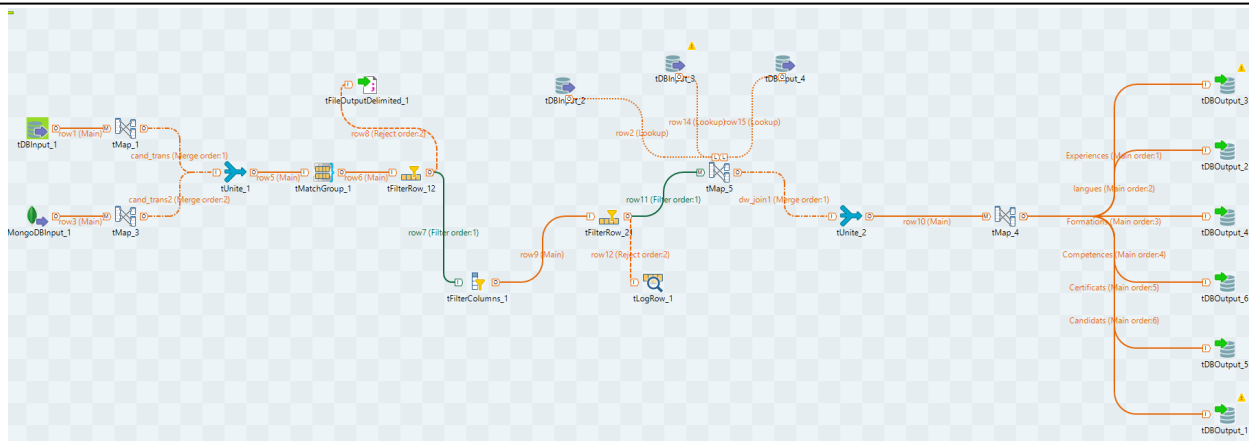 tDBInput_1
row1 (Main)
tMap_1
cand_trans (Merge order:1)
MongoDBInput_1
row3 (Main)
tMap_3
cand_trans2 (Merge order:2)
tUnite_1
row5 (Main)
tMatchGroup_1
row6 (Main)
tFilterRow_12
tFileOutputDelimited_1
row8 (Reject order:2)
row7 (Filter order:1)
tFilterColumns_1
row9 (Main)
tFilterRow_21
row12 (Reject order:2)
tLogRow_1
row11 (Filter order:1)
tDBInput_2
row2 (Lookup)
tDBInput_3
row14 (Lookup)
row15 (Lookup)
tMap_5
dw_join1 (Merge order:1)
tUnite_2
row10 (Main)
tMap_4
Experiences (Main order:1)
langues (Main order:2)
Formations (Main order:3)
Competences (Main order:4)
Certificats (Main order:5)
Candidats (Main order:6)
tDBOutput_3
tDBOutput_2
tDBOutput_4
tDBOutput_6
tDBOutput_5
tDBOutput_1